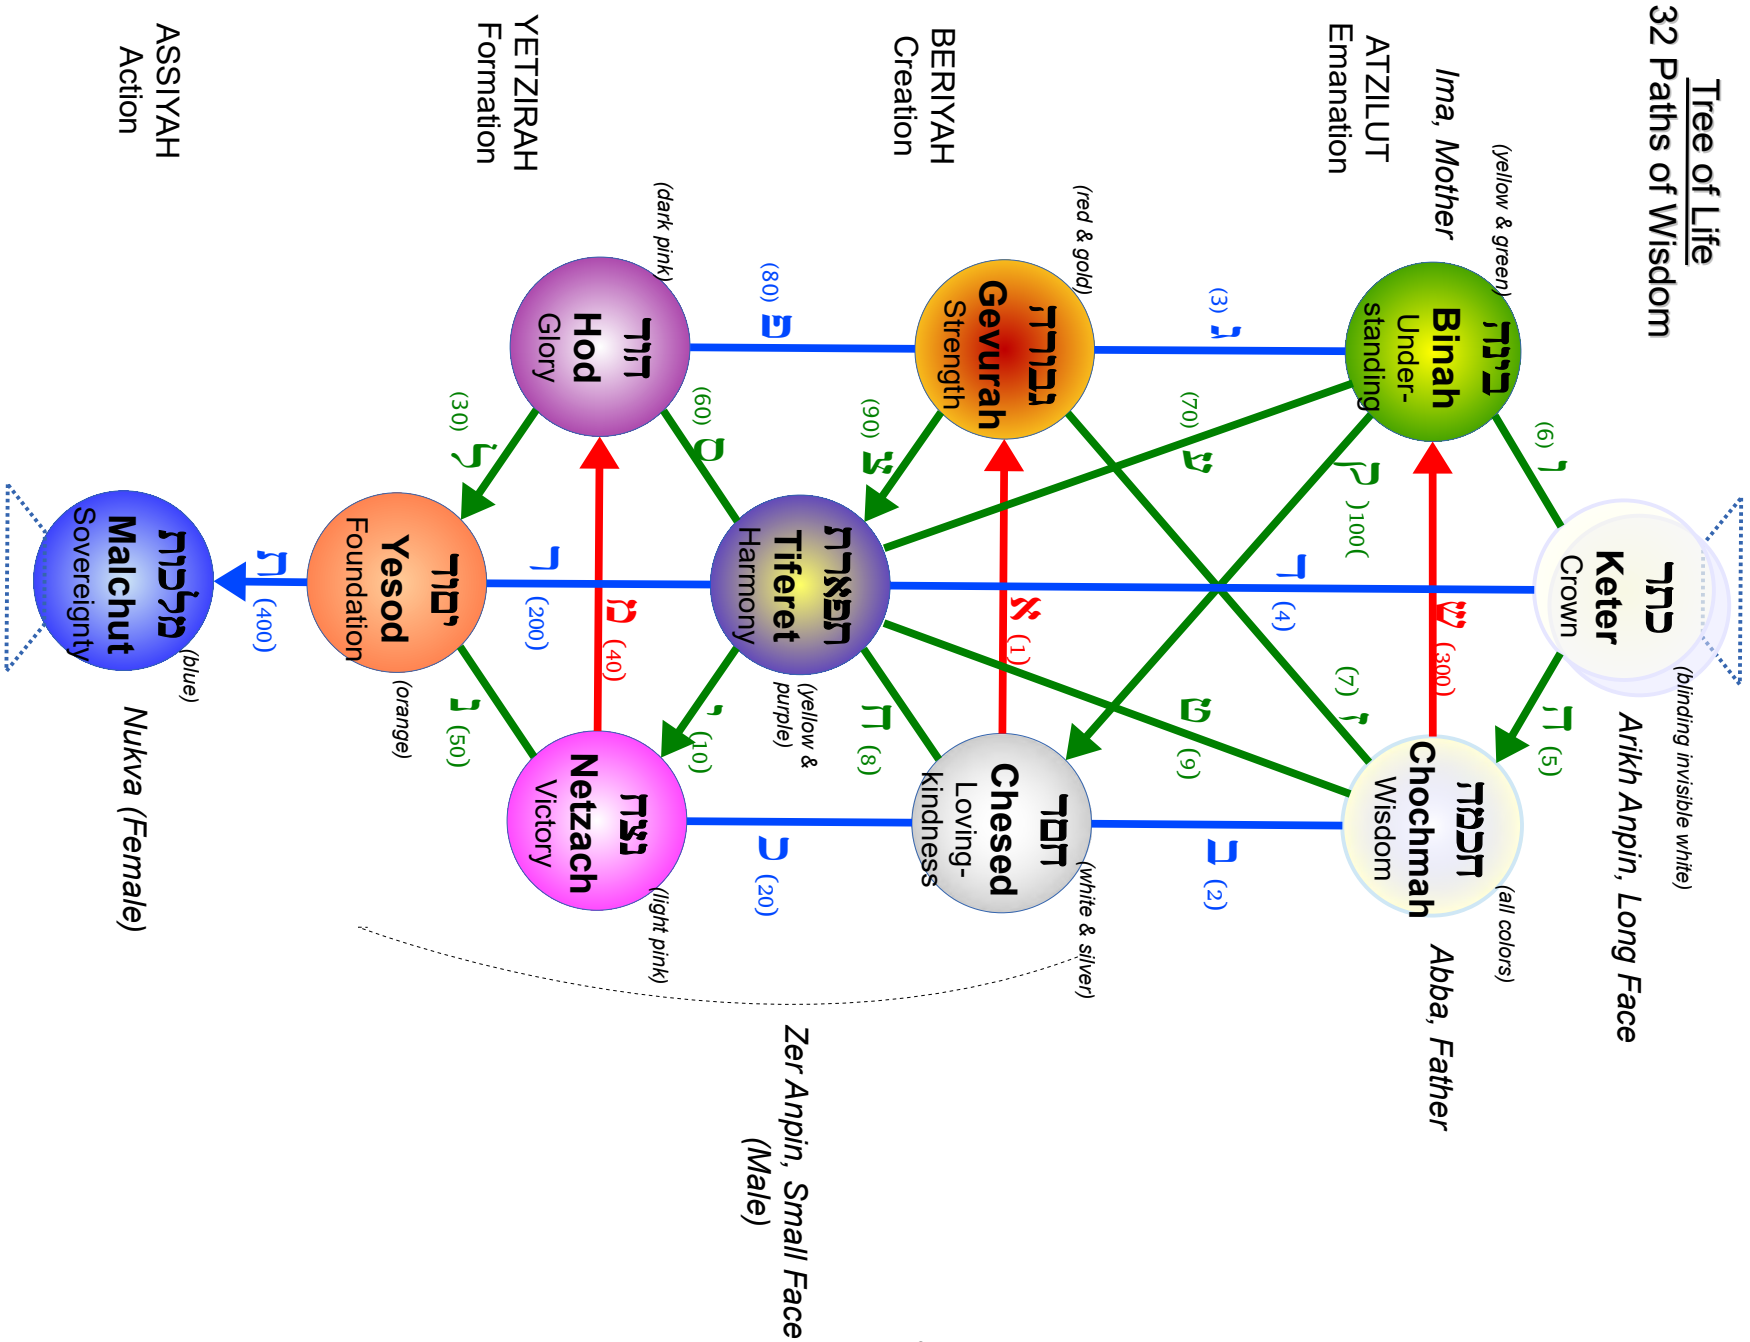 Tree of Life
32 Paths of Wisdom
כתר
Keter
Crown
(blinding invisible white)
Arikh Anpin, Long Face
ו
(6)
ה (5)
(yellow & green)
Ima, Mother
בינה
Binah
Under-
standing
חכמה
Chochmah
Wisdom
(all colors)
Abba, Father
ש (300)
ATZILUT
Emanation
ק )100(
ז
(7)
ד (4)
ג
(3)
ב (2)
ע
(70)
ט (9)
BERIYAH
Creation
(red & gold)
גבורה
Gevurah
Strength
חסד
Chesed
Loving-
kindness
(white & silver)
א (1)
צ
(90)
ח (8)
תפארת
Tiferet
Harmony
(yellow &
purple)
Zer Anpin, Small Face
(Male)
פ
(80)
כ (20)
ס
(60)
י (10)
YETZIRAH
Formation
(dark pink)
הוד
Hod
Glory
נצח
Netzach
Victory
(light pink)
מ (40)
ר (200)
ל
(30)
נ (50)
יסוד
Yesod
Foundation
(orange)
ת (400)
ASSIYAH
Action
מלכות
Malchut
Sovereignty
(blue)
Nukva (Female)